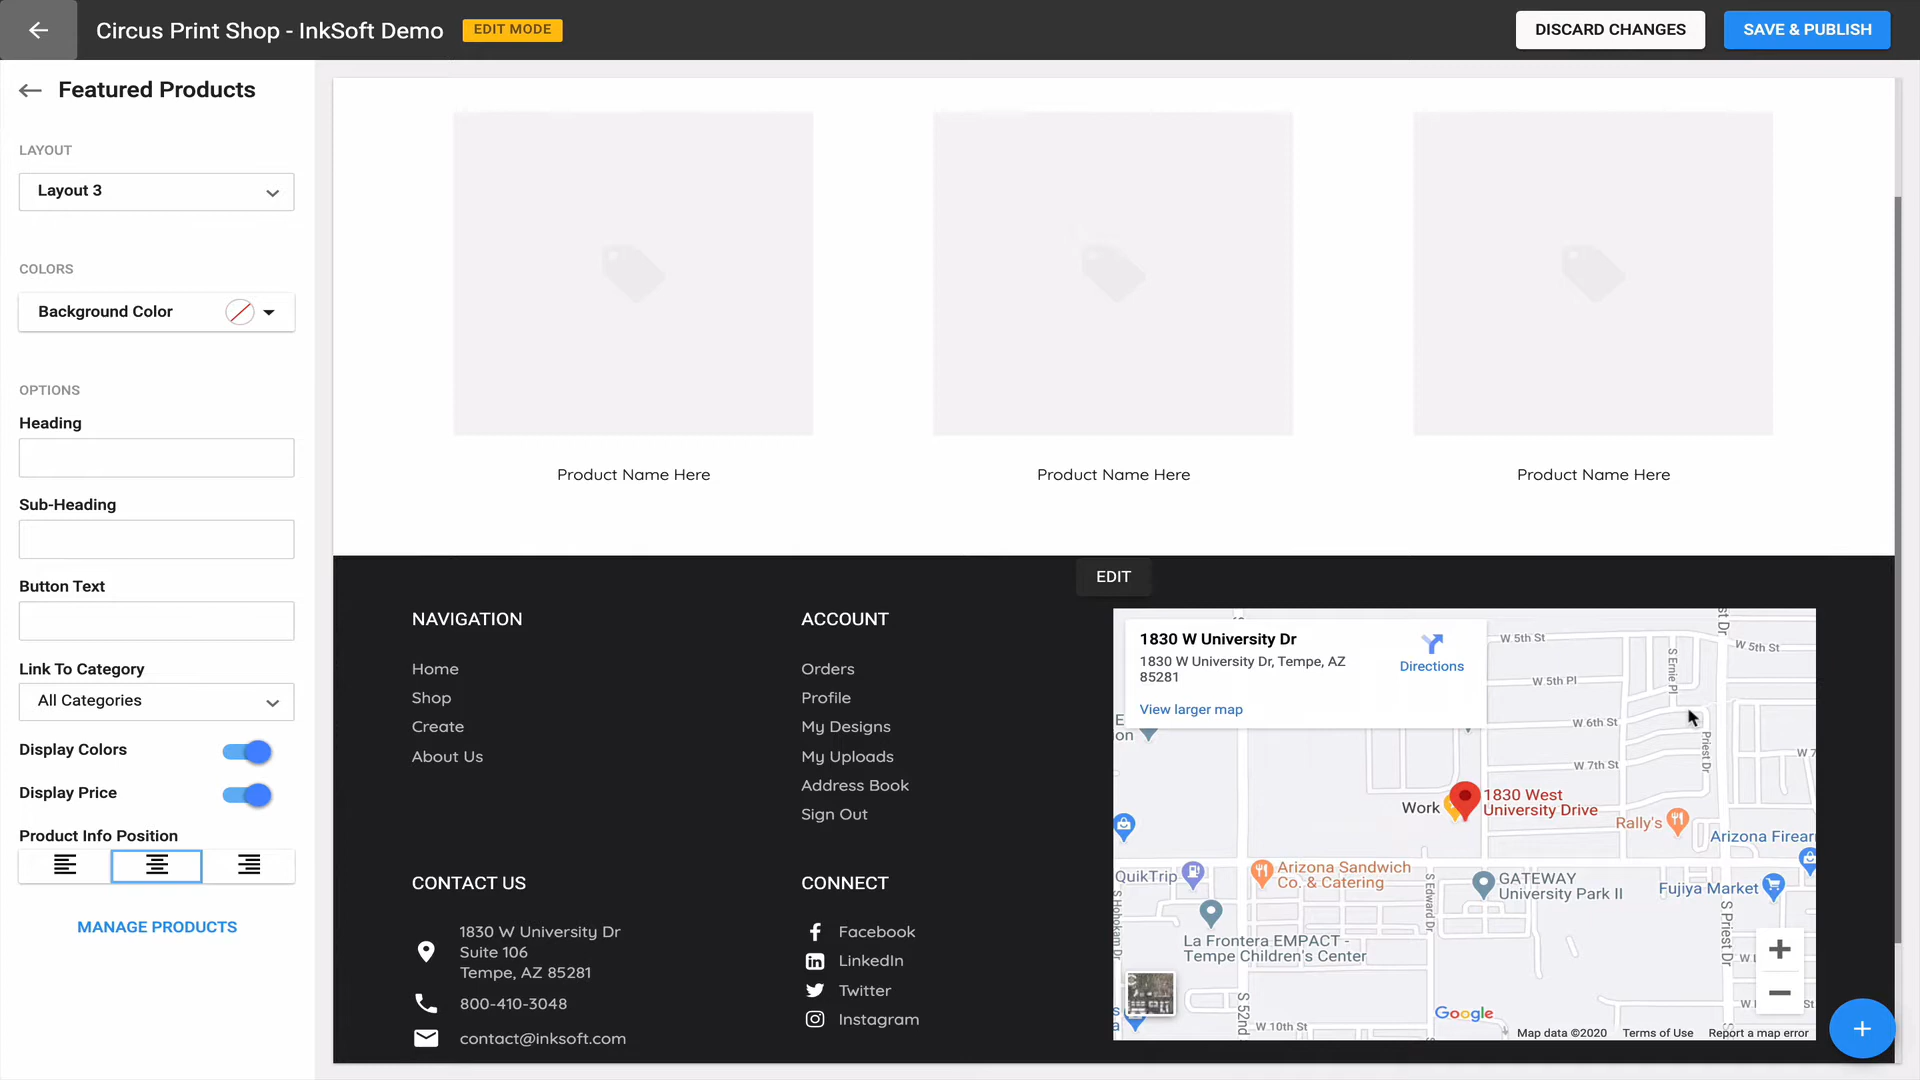 Circus Print Shop - InkSoft Demo
EDIT MODE
DISCARD CHANGES
SAVE & PUBLISH
Featured Products
LAYOUT
Layout 3
COLORS
Background Color
OPTIONS
Heading
Sub-Heading
Button Text
Link To Category
All Categories
Display Colors
Display Price
Product Info Position
MANAGE PRODUCTS
Product Name Here
Product Name Here
Product Name Here
EDIT
NAVIGATION
Home
Shop
Create
About Us
ACCOUNT
Orders
Profile
My Designs
My Uploads
Address Book
Sign Out
CONTACT US
1830 W University Dr
Suite 106
Tempe, AZ 85281
800-410-3048
contact@inksoft.com
CONNECT
Facebook
LinkedIn
Twitter
Instagram
1830 W University Dr
1830 W University Dr, Tempe, AZ
85281
View larger map
Directions
W 5th St
W 5th St
S Ernie Pl
W 5th Pl
W 6th St
Priest Dr
W 7th St
Work
1830 West
University Drive
Rally's
Arizona Firear
QuikTrip
Arizona Sandwich
Co. & Catering
S Edward Dr
GATEWAY
University Park II
Fujiya Market
S Priest Dr
La Frontera EMPACT -
Tempe Children's Center
S 52nd
W 10th St
Google
Map data ©2020
Terms of Use
Report a map error